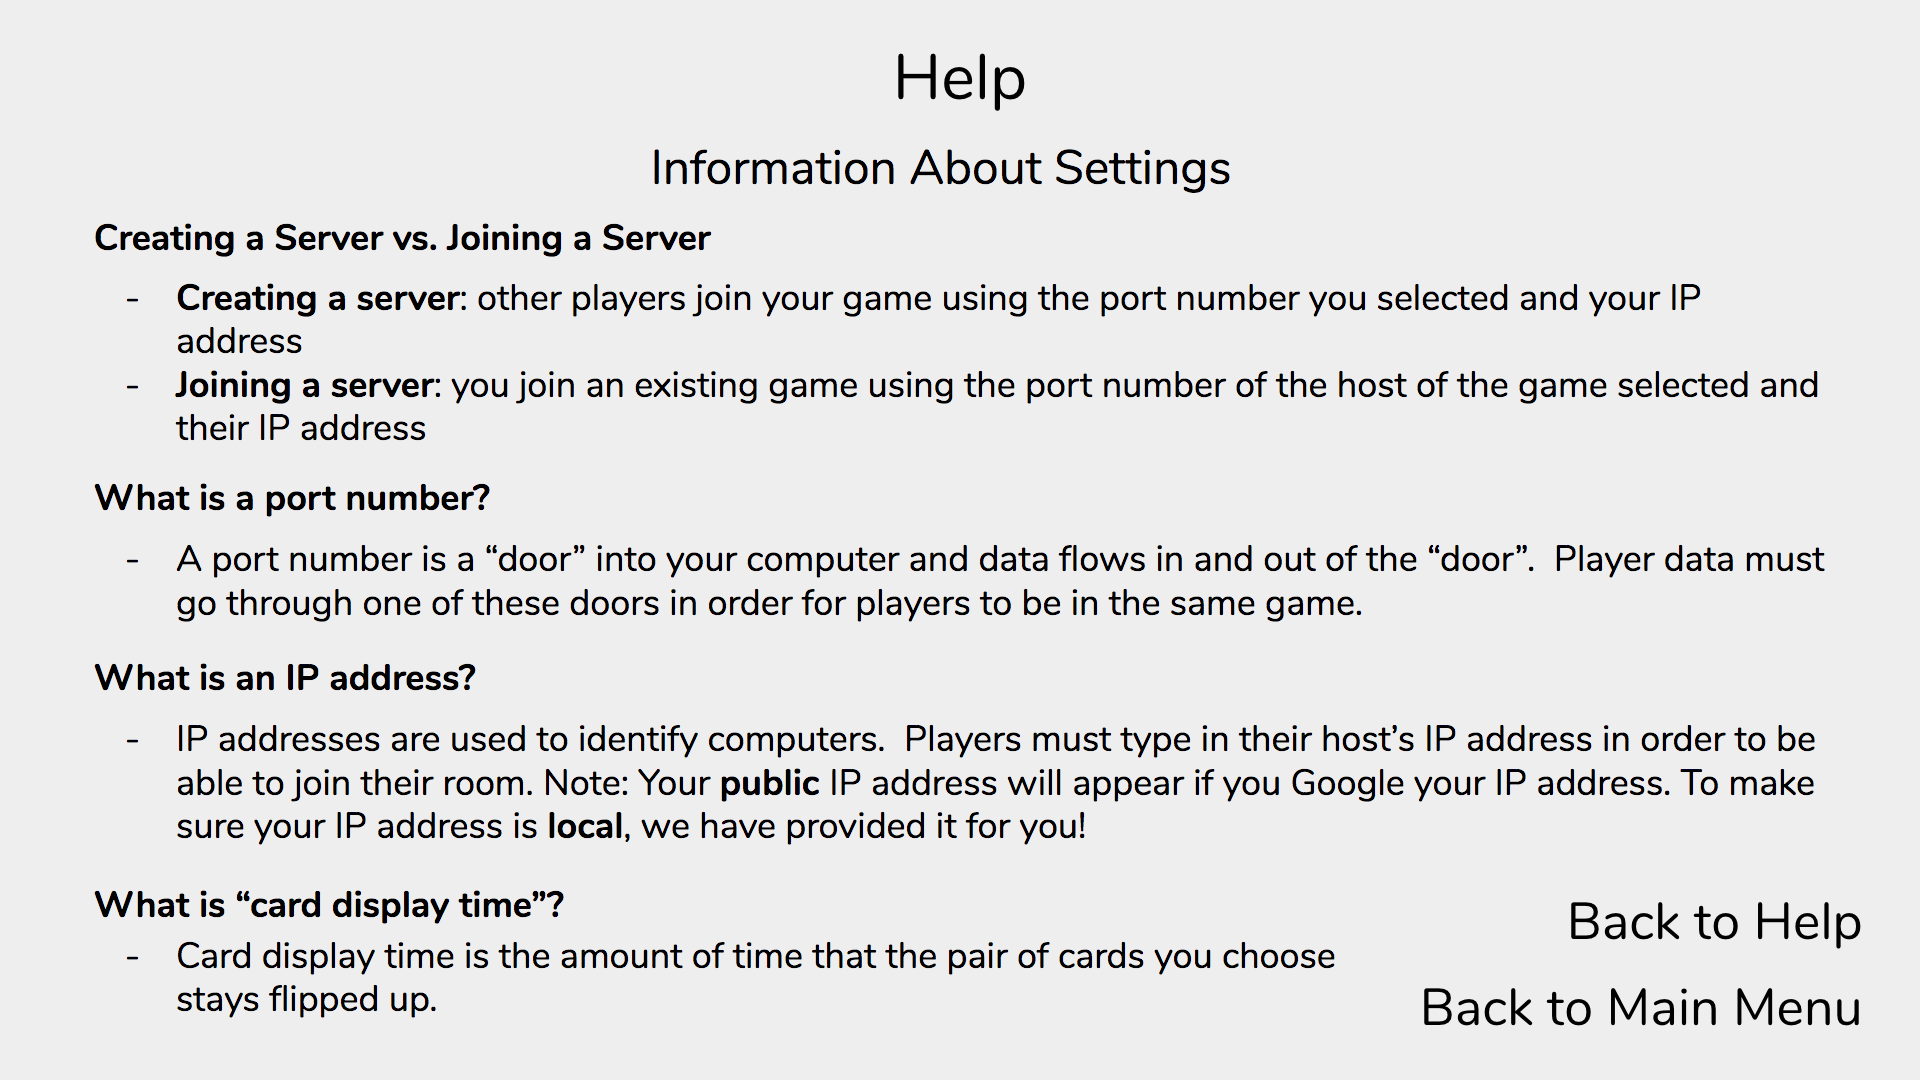 Help
Information About Settings
Creating a Server vs. Joining a Server
- Creating a server: other players join your game using the port number you selected and your IP
address
- Joining a server: you join an existing game using the port number of the host of the game selected and
their IP address
What is a port number?
- A port number is a “door” into your computer and data flows in and out of the “door”.  Player data must
go through one of these doors in order for players to be in the same game.
What is an IP address?
- IP addresses are used to identify computers.  Players must type in their host’s IP address in order to be
able to join their room. Note: Your public IP address will appear if you Google your IP address. To make
sure your IP address is local, we have provided it for you!
What is “card display time”?
- Card display time is the amount of time that the pair of cards you choose
stays flipped up.
Back to Help
Back to Main Menu